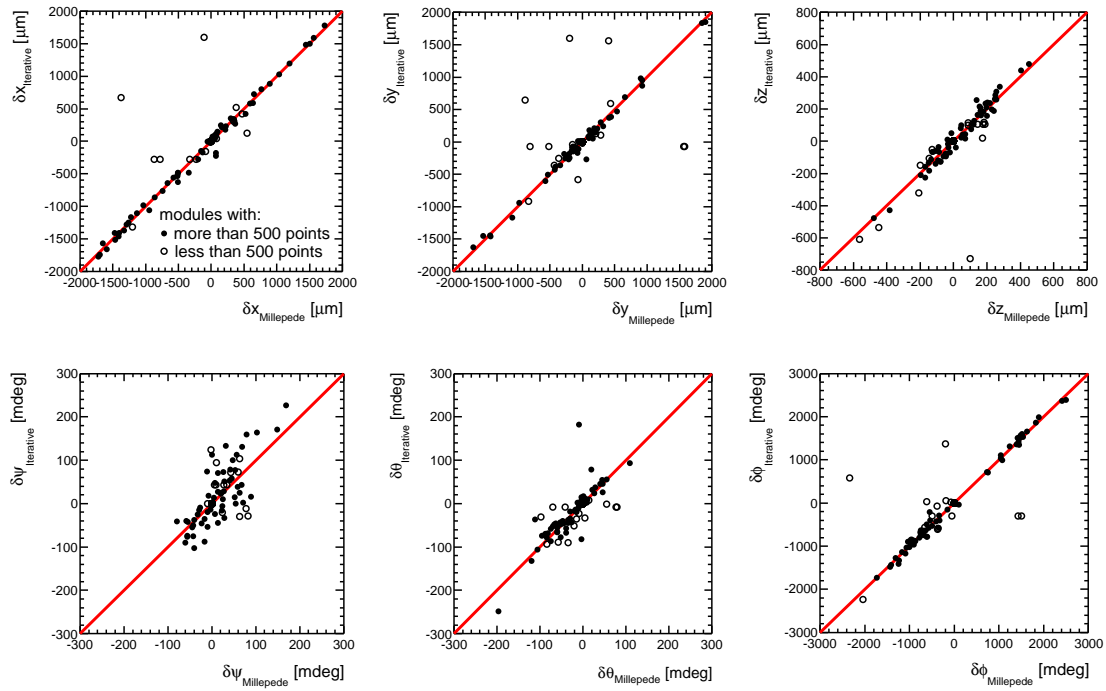 δx_Iterative [μm]
2000
1500
1000
500
0
-500
-1000
-1500
-2000
modules with:
more than 500 points
less than 500 points
-2000 -1500 -1000 -500 0 500 1000 1500 2000
δx_Millepede [μm]
δy_Iterative [μm]
2000
1500
1000
500
0
-500
-1000
-1500
-2000
-2000 -1500 -1000 -500 0 500 1000 1500 2000
δy_Millepede [μm]
δz_Iterative [μm]
800
600
400
200
0
-200
-400
-600
-800
-800 -600 -400 -200 0 200 400 600 800
δz_Millepede [μm]
δψ_Iterative [mdeg]
300
200
100
0
-100
-200
-300
-300 -200 -100 0 100 200 300
δψ_Millepede [mdeg]
δθ_Iterative [mdeg]
300
200
100
0
-100
-200
-300
-300 -200 -100 0 100 200 300
δθ_Millepede [mdeg]
δϕ_Iterative [mdeg]
3000
2000
1000
0
-1000
-2000
-3000
-3000 -2000 -1000 0 1000 2000 3000
δϕ_Millepede [mdeg]